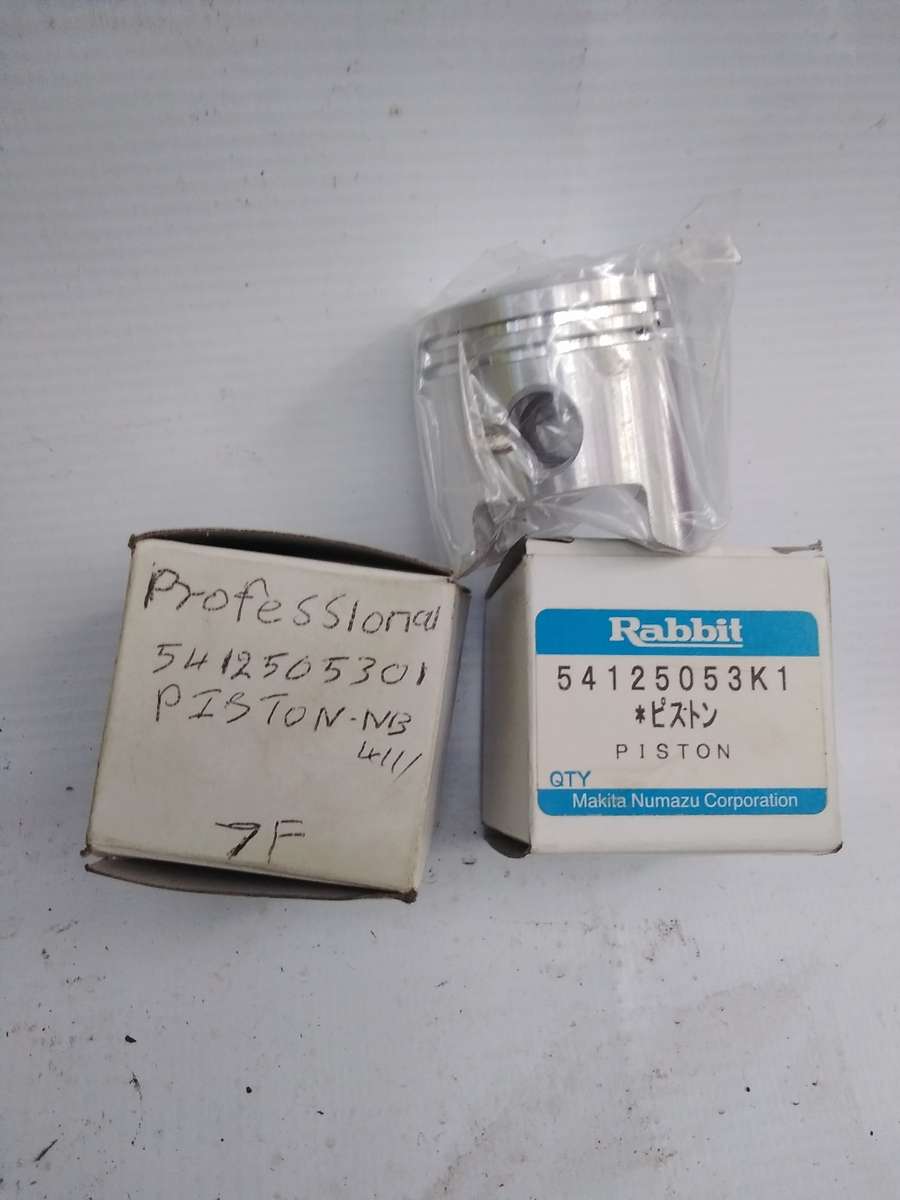 Professional
5412505301
PISTON-NB
411
7F
Rabbit
54125053K1
*ピストン
PISTON
QTY
Makita Numazu Corporation